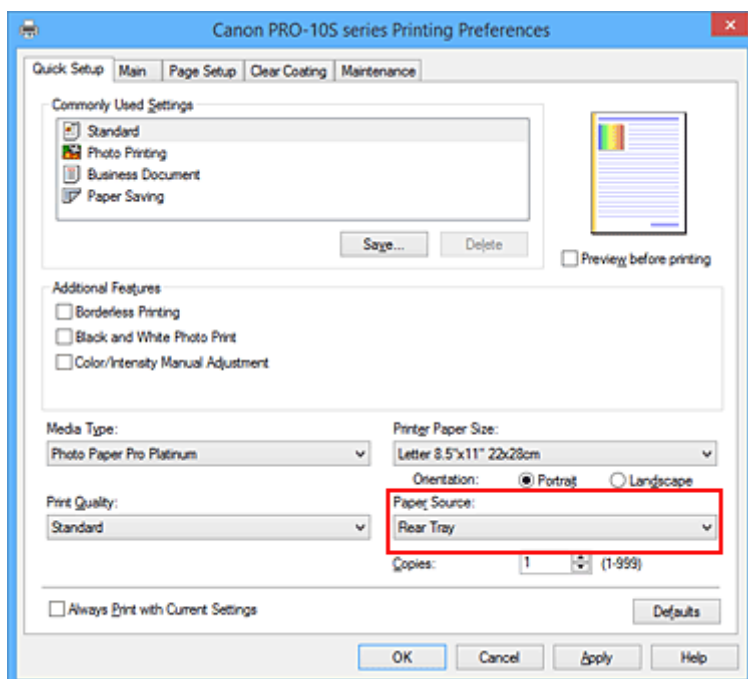 Canon PRO-10S series Printing Preferences
Quick Setup Main Page Setup Clear Coating Maintenance
Commonly Used Settings
Standard
Photo Printing
Business Document
Paper Saving
Save... Delete
Preview before printing
Additional Features
Borderless Printing
Black and White Photo Print
Color/Intensity Manual Adjustment
Media Type: Printer Paper Size:
Photo Paper Pro Platinum Letter 8.5"x11" 22x28cm
Orientation: Portrait Landscape
Print Quality: Paper Source:
Standard Rear Tray
Copies: 1 (1-999)
Always Print with Current Settings Defaults
OK Cancel Apply Help